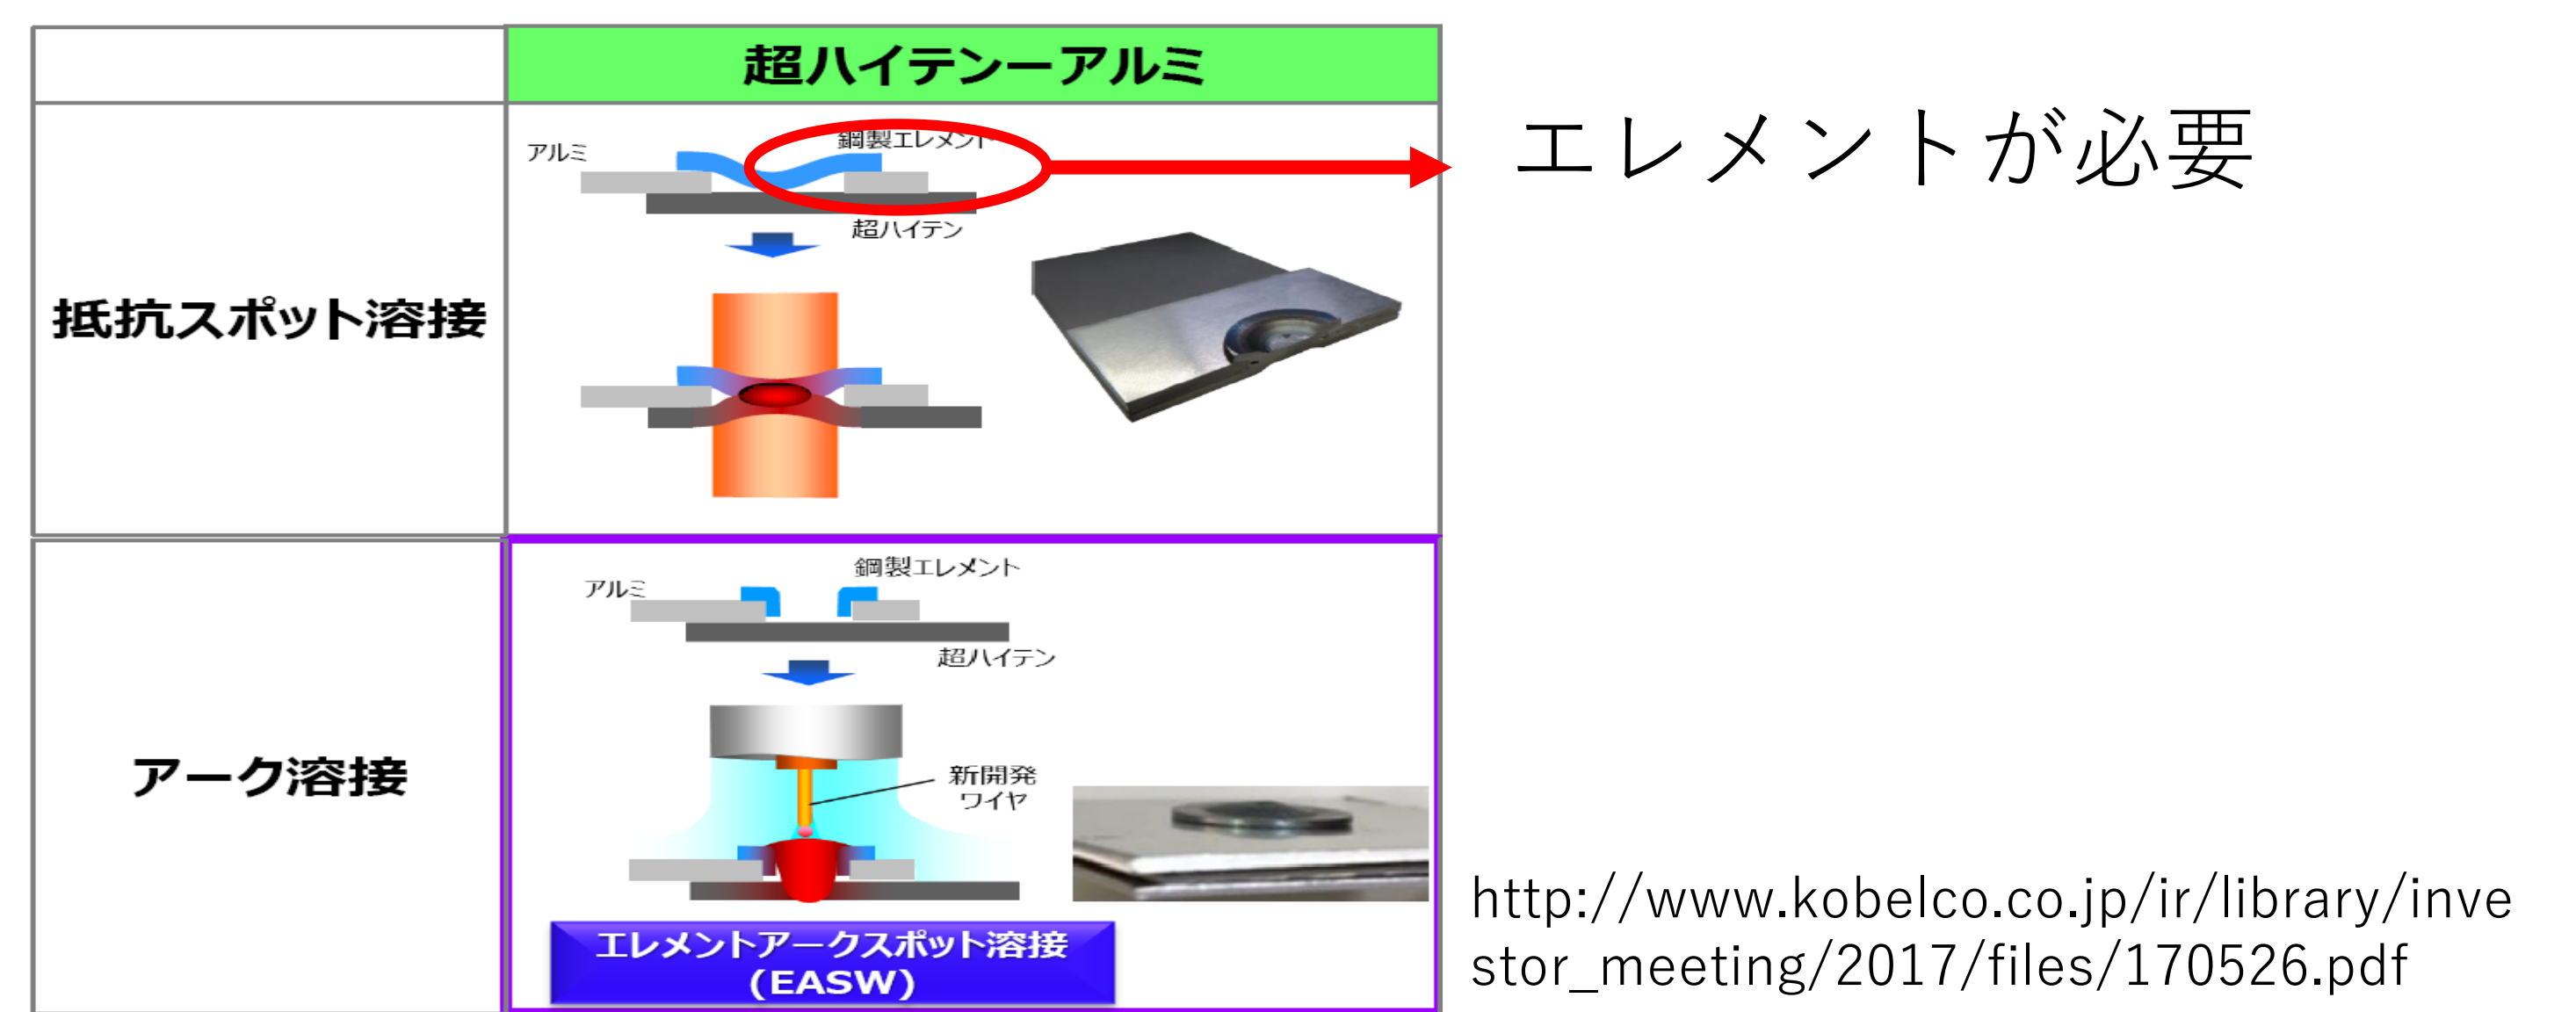 超ハイテンーアルミ
エレメントが必要
抵抗スポット溶接
アルミ
鋼製エレメント
超ハイテン
アーク溶接
アルミ
鋼製エレメント
超ハイテン
新開発
ワイヤ
エレメントアークスポット溶接
(EASW)
http://www.kobelco.co.jp/ir/library/inve
stor_meeting/2017/files/170526.pdf